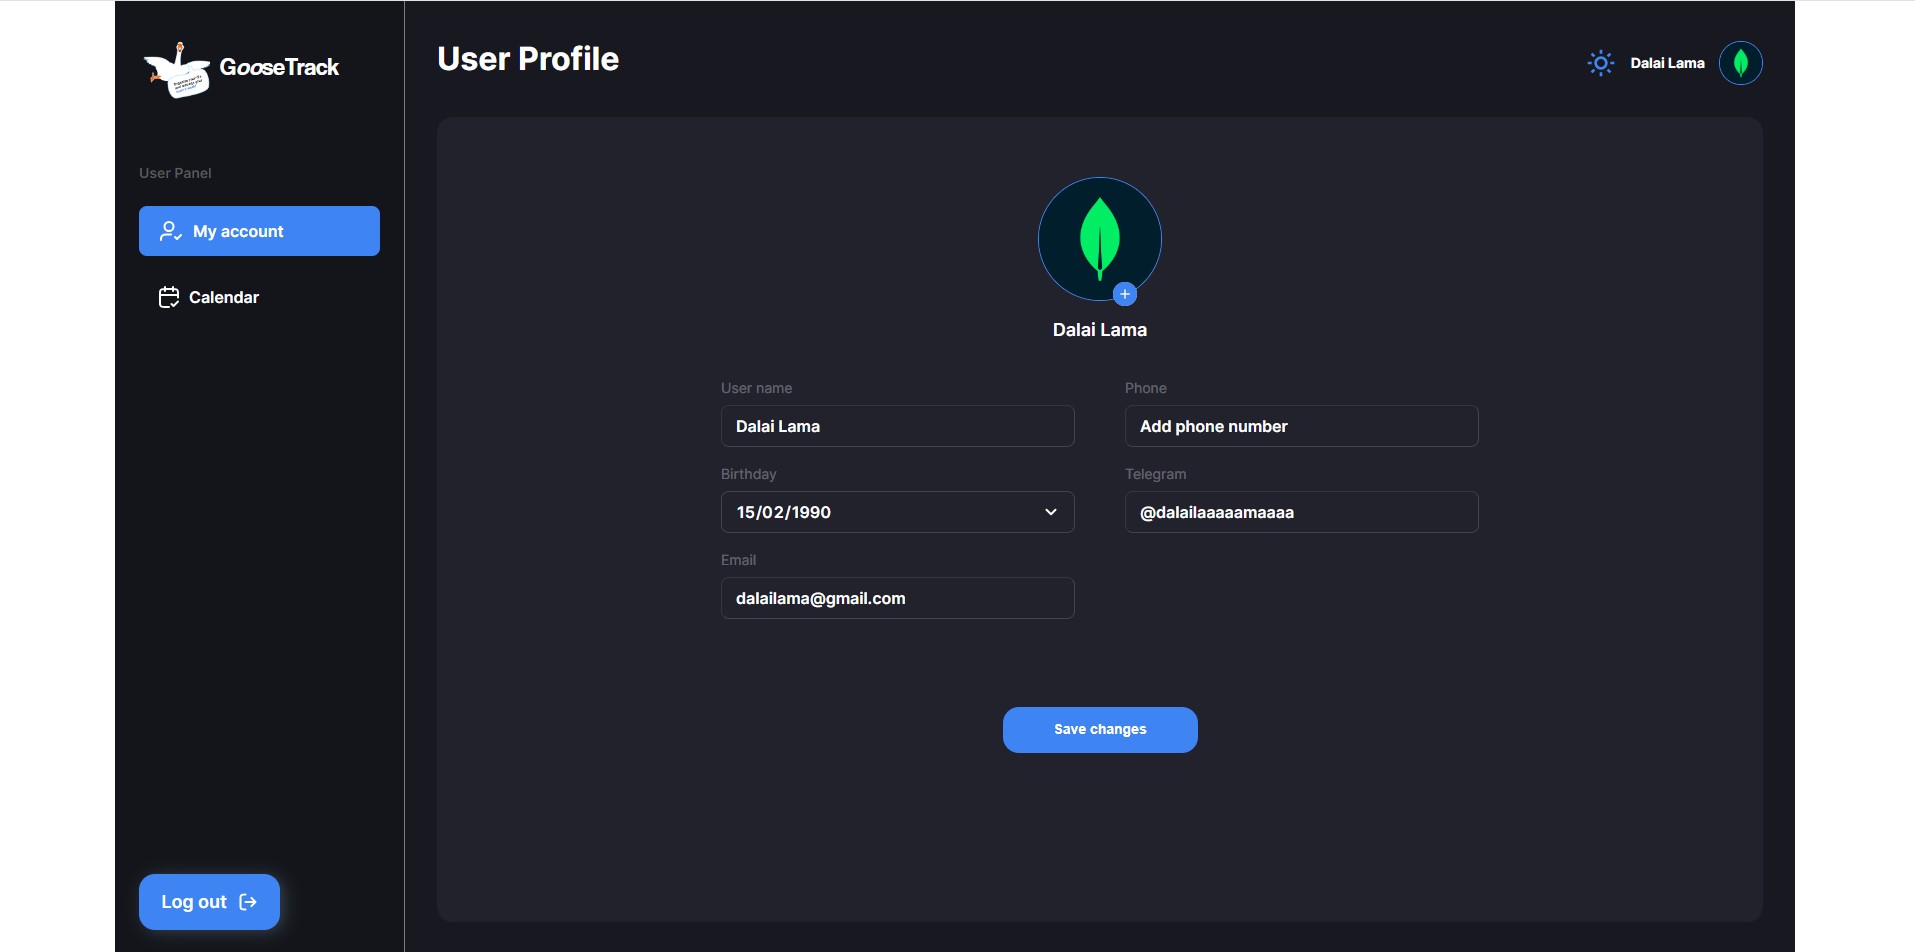 GooseTrack
User Profile
Dalai Lama
User Panel
My account
Calendar
Dalai Lama
User name
Dalai Lama
Phone
Add phone number
Birthday
15/02/1990
Telegram
@dalailaaaaamaaaa
Email
dalailama@gmail.com
Save changes
Log out